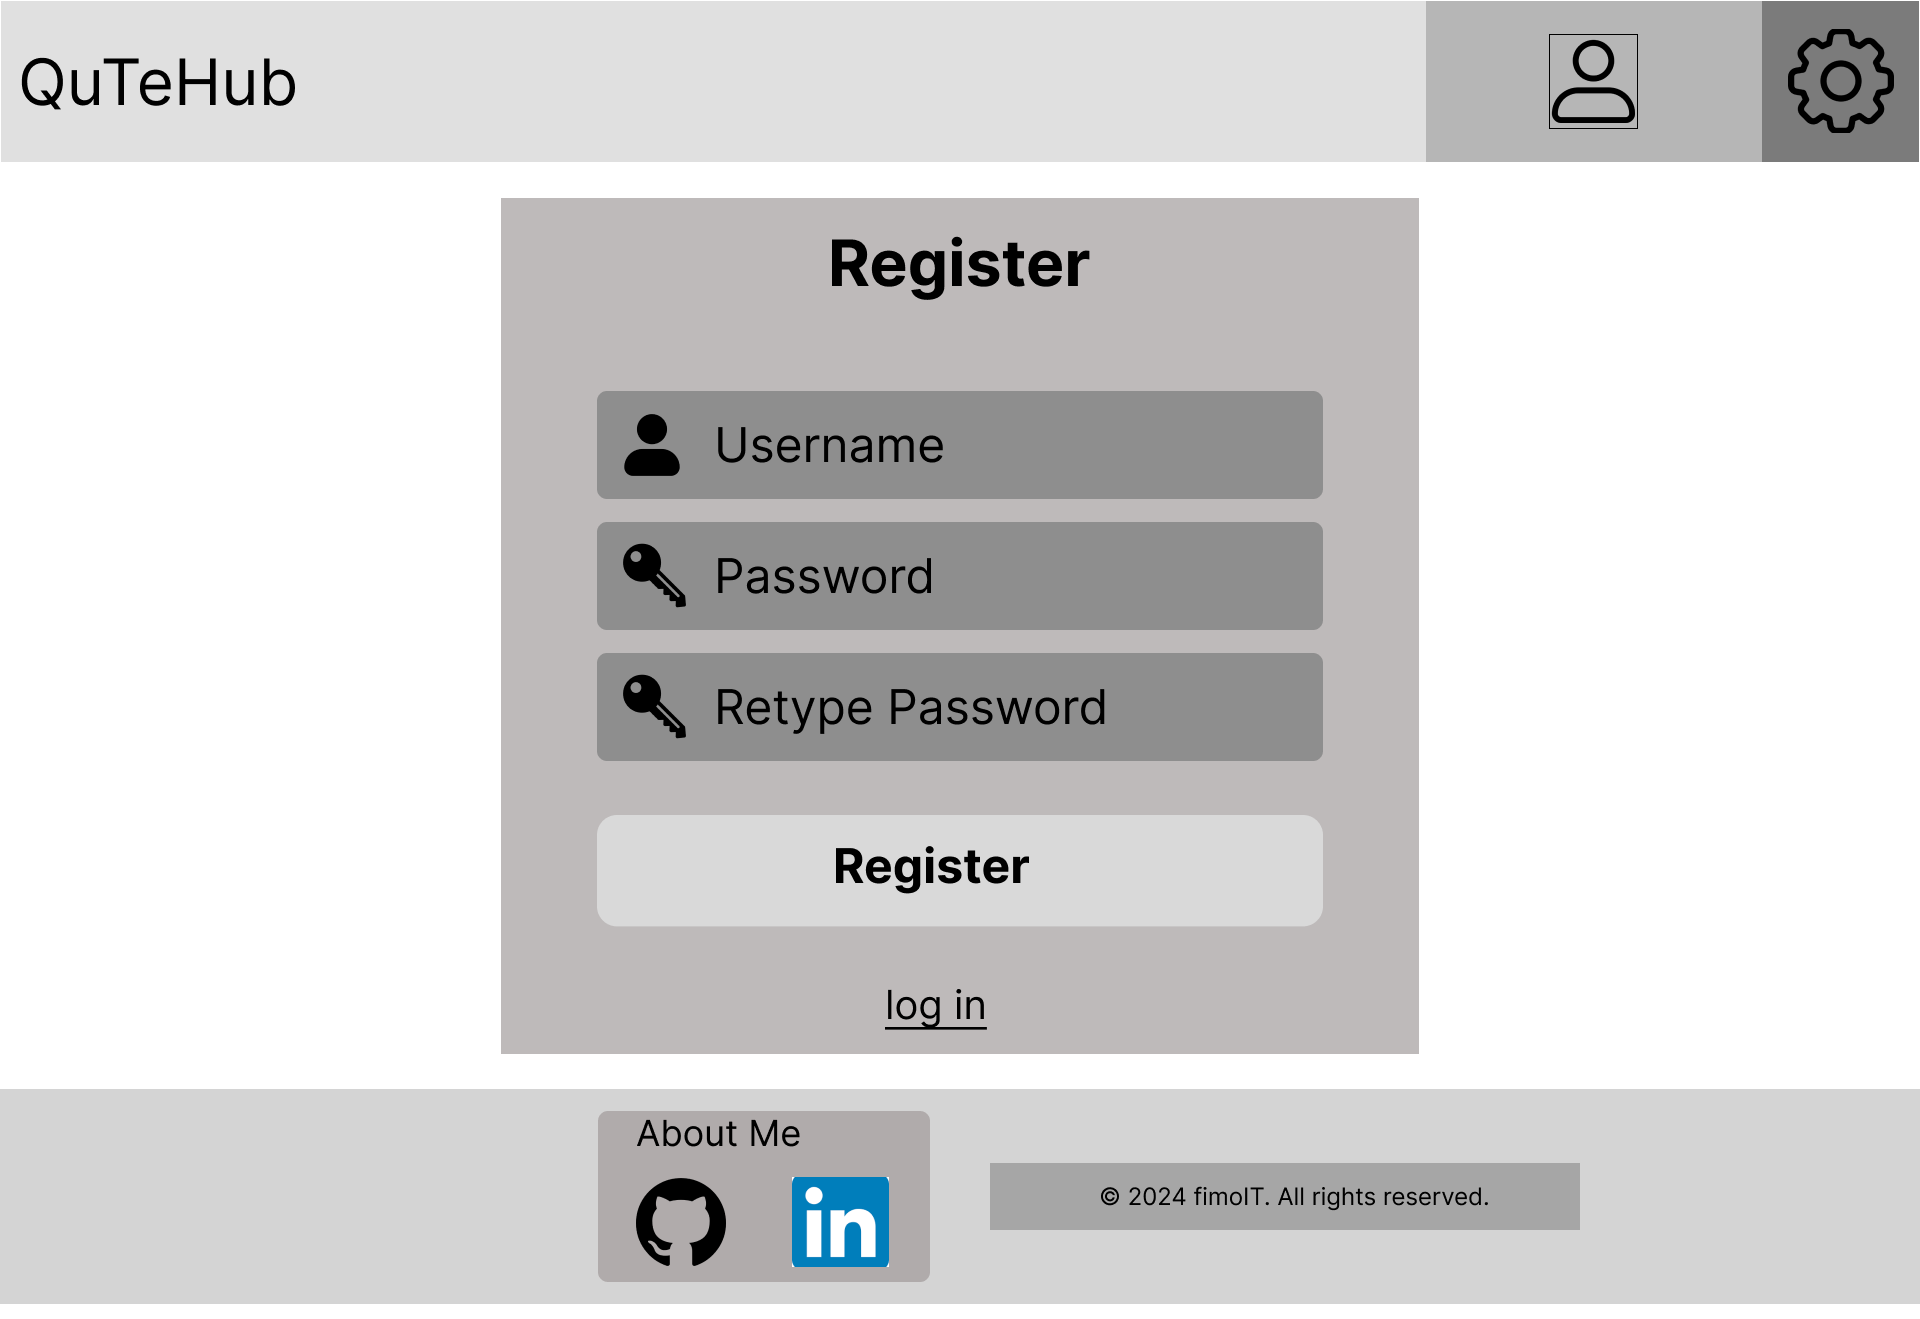 QuTeHub
Register
Username
Password
Retype Password
Register
log in
About Me
in
© 2024 fimoIT. All rights reserved.